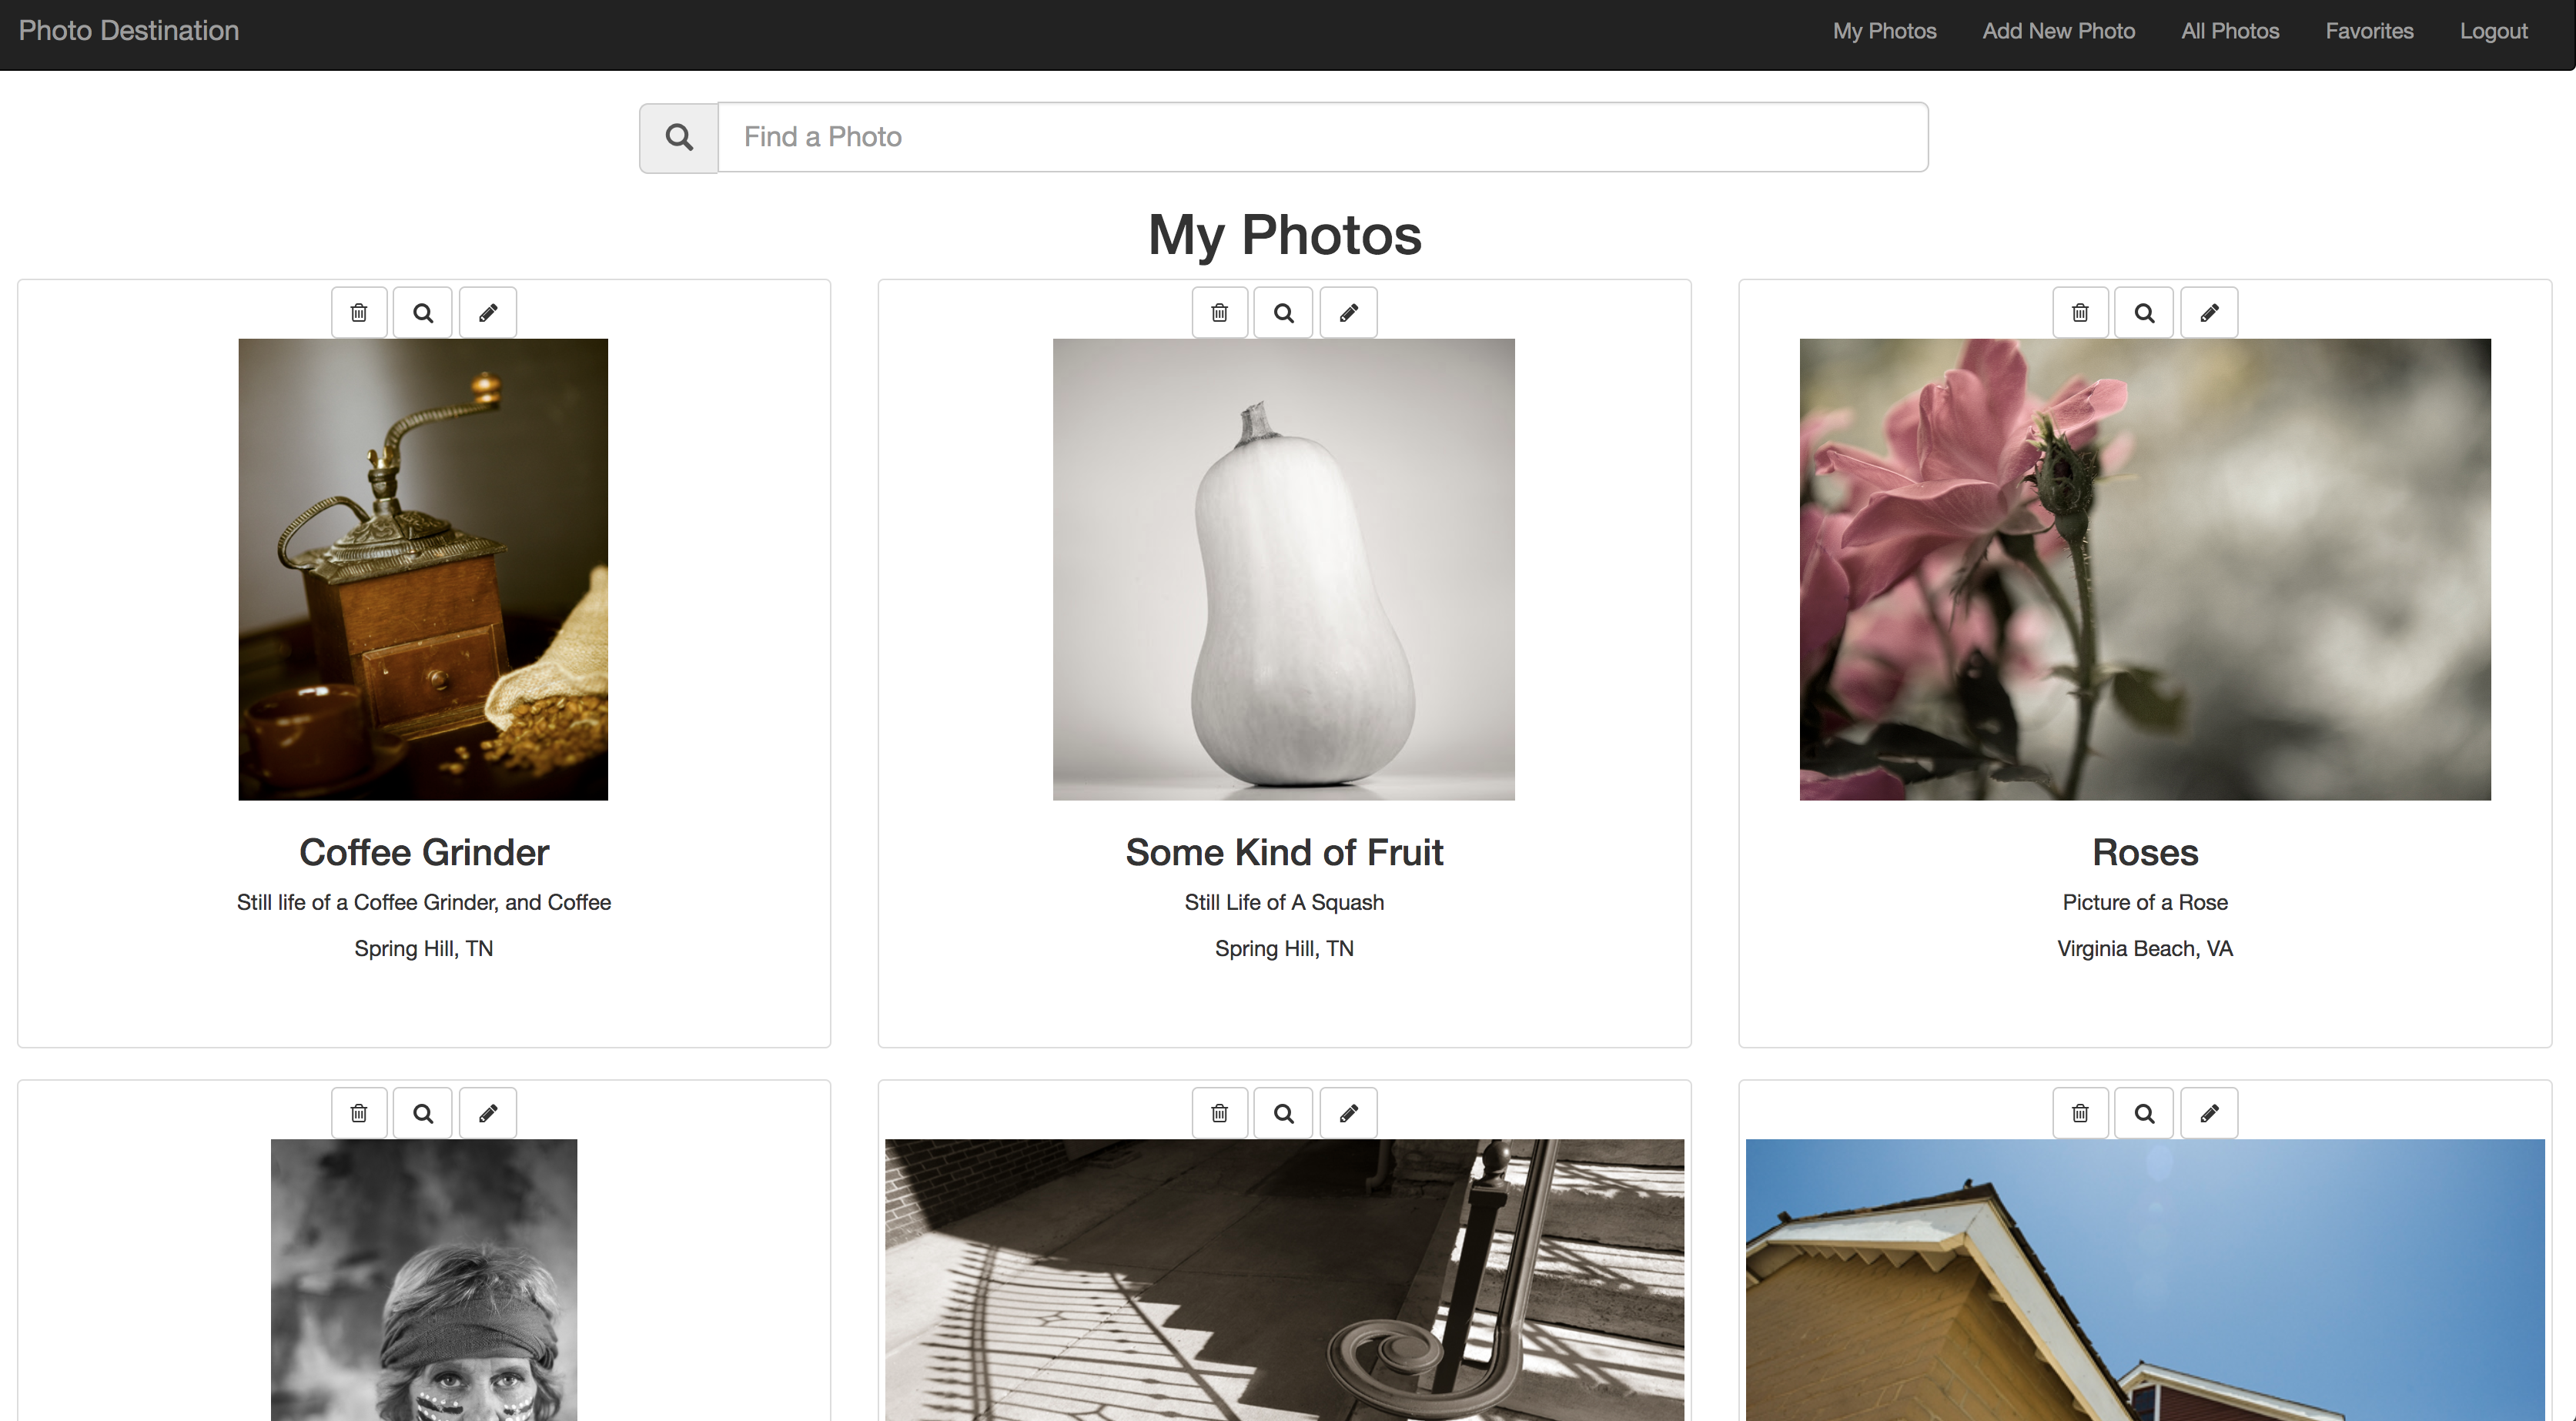 Photo Destination
My Photos
Add New Photo
All Photos
Favorites
Logout
Find a Photo
My Photos
Coffee Grinder
Still life of a Coffee Grinder, and Coffee
Spring Hill, TN
Some Kind of Fruit
Still Life of A Squash
Spring Hill, TN
Roses
Picture of a Rose
Virginia Beach, VA